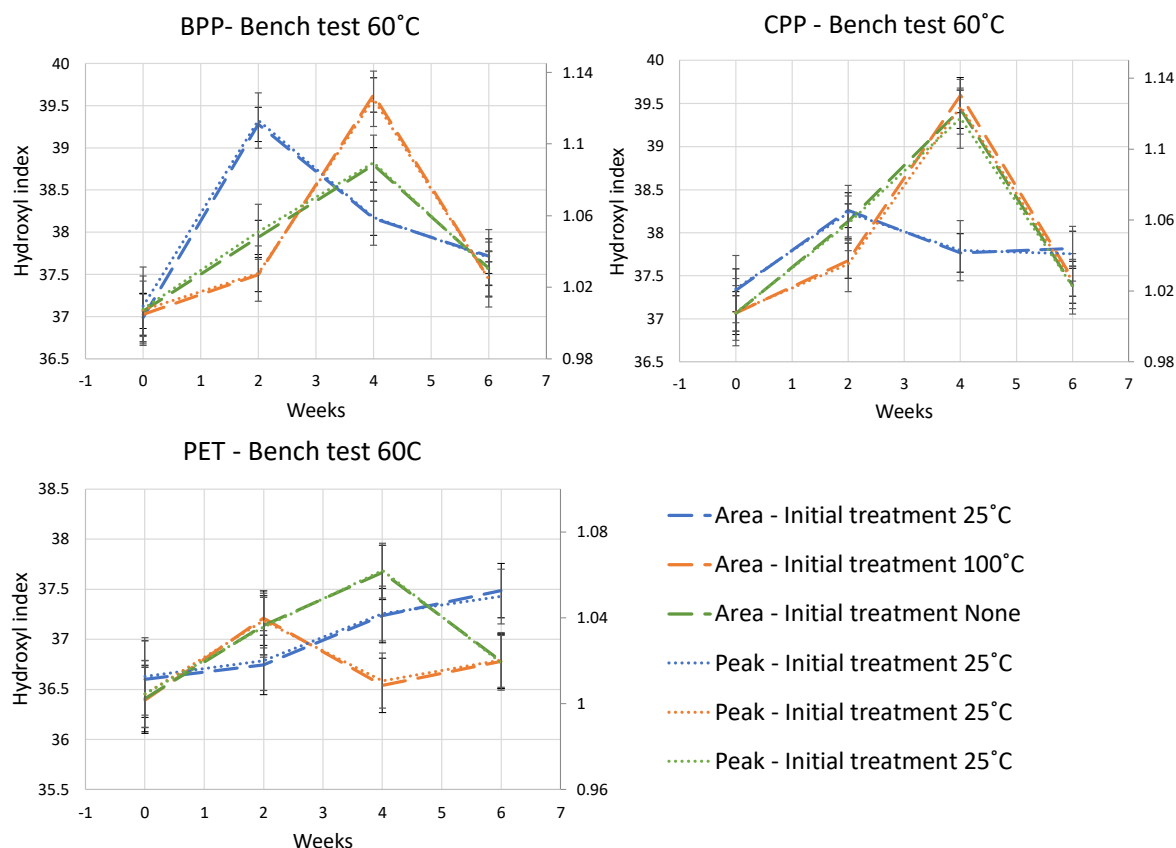 BPP- Bench test 60˚C
40
39.5
39
38.5
38
37.5
37
36.5
1.14
1.1
1.06
1.02
0.98
-1 0 1 2 3 4 5 6 7
Hydroxyl index
Weeks
CPP - Bench test 60˚C
40
39.5
39
38.5
38
37.5
37
36.5
1.14
1.1
1.06
1.02
0.98
-1 0 1 2 3 4 5 6 7
Hydroxyl index
Weeks
PET - Bench test 60C
38.5
38
37.5
37
36.5
36
35.5
1.08
1.04
1
0.96
-1 0 1 2 3 4 5 6 7
Hydroxyl index
Weeks
Area - Initial treatment 25˚C
Area - Initial treatment 100˚C
Area - Initial treatment None
Peak - Initial treatment 25˚C
Peak - Initial treatment 25˚C
Peak - Initial treatment 25˚C